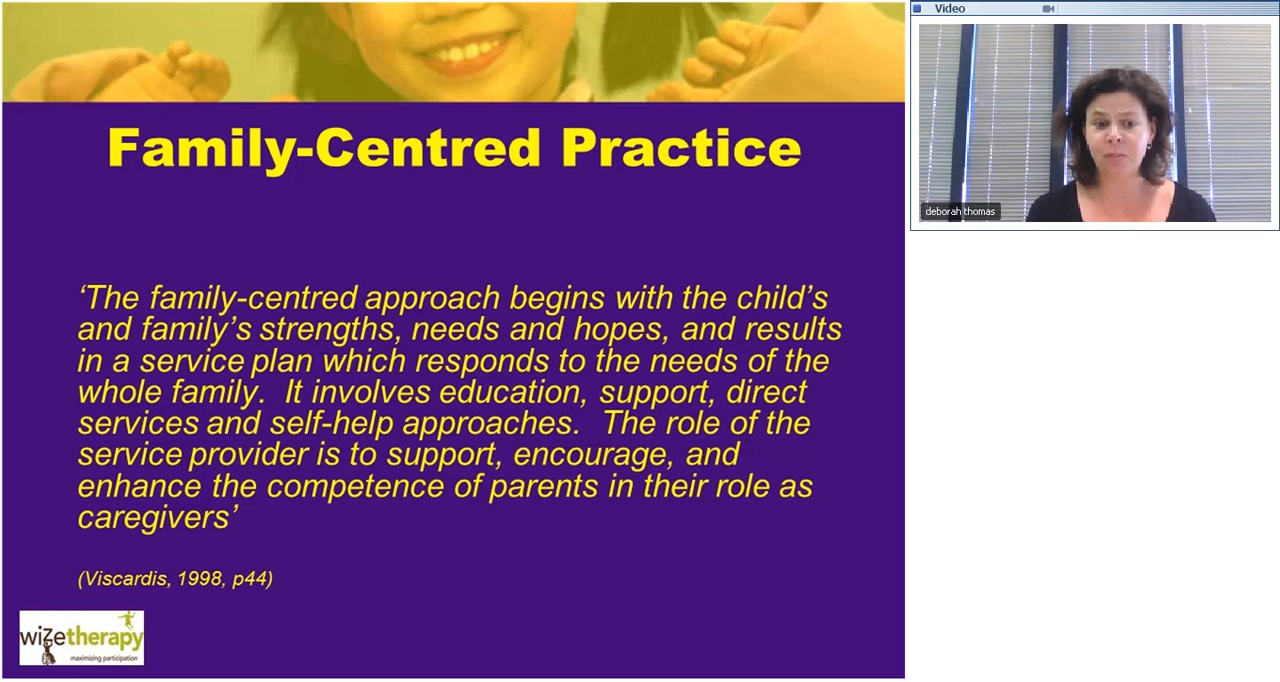 Family-Centred Practice
‘The family-centred approach begins with the child’s
and family’s strengths, needs and hopes, and results
in a service plan which responds to the needs of the
whole family.  It involves education, support, direct
services and self-help approaches.  The role of the
service provider is to support, encourage, and
enhance the competence of parents in their role as
caregivers’
(Viscardis, 1998, p44)
wizetherapy
maximizing participation
Video
deborah thomas